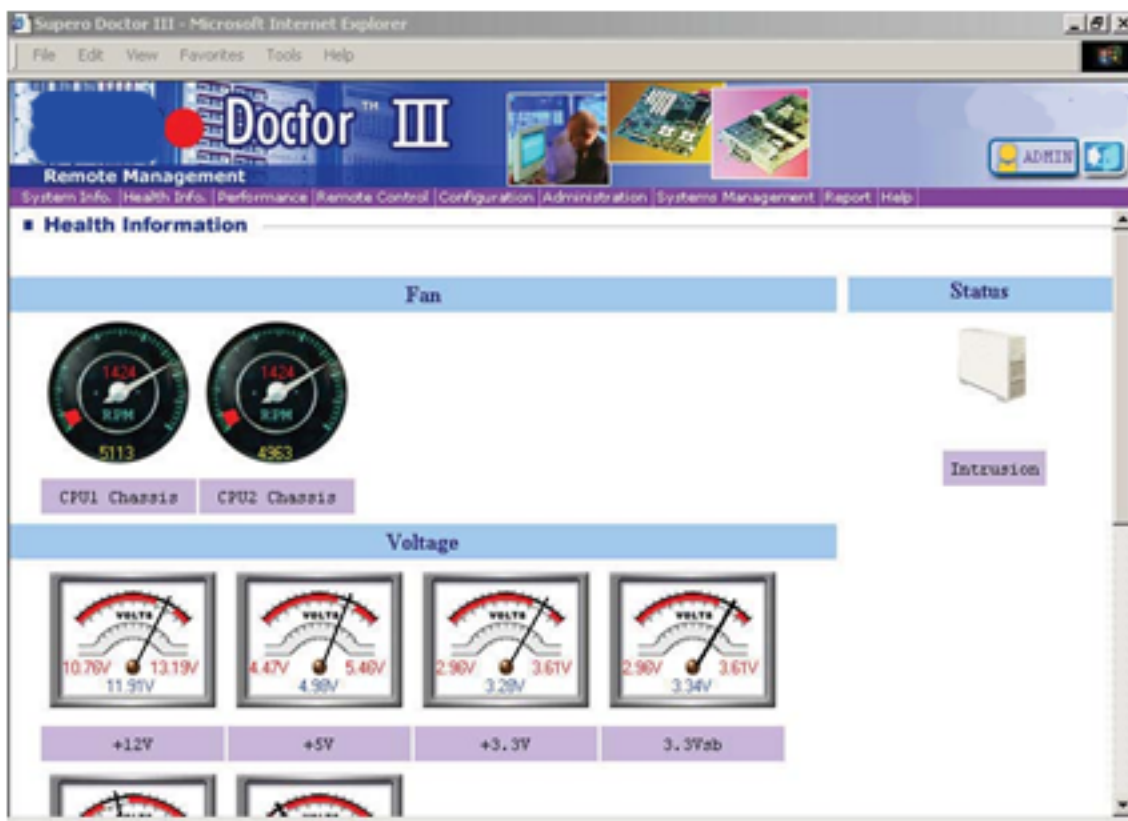 Supero Doctor III - Microsoft Internet Explorer
File Edit View Favorites Tools Help
Doctor ™ III
ADMIN
Remote Management
System Info. Health Info. Performance Remote Control Configuration Administration Systems Management Report Help
Health Information
Fan
Status
1424
RPM
5113
1424
RPM
4963
CPU1 Chassis
CPU2 Chassis
Intrusion
Voltage
VOLTS
10.76V 13.19V
11.91V
VOLTS
4.47V 5.46V
4.98V
VOLTS
2.96V 3.61V
3.28V
VOLTS
2.96V 3.61V
3.34V
+12V
+5V
+3.3V
3.3Vsb